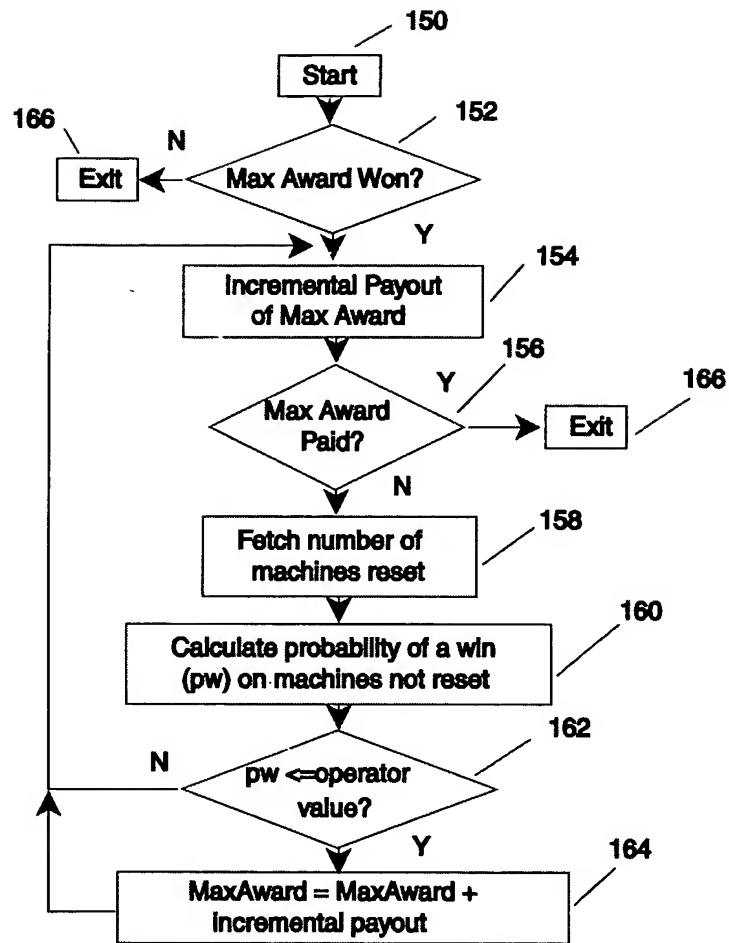 150
Start
152
166
N
Exit
Max Award Won?
Y
154
Incremental Payout
of Max Award
156
Y
166
Max Award
Paid?
Exit
N
158
Fetch number of
machines reset
160
Calculate probability of a win
(pw) on machines not reset
162
N
pw <=operator
value?
Y
164
MaxAward = MaxAward +
incremental payout